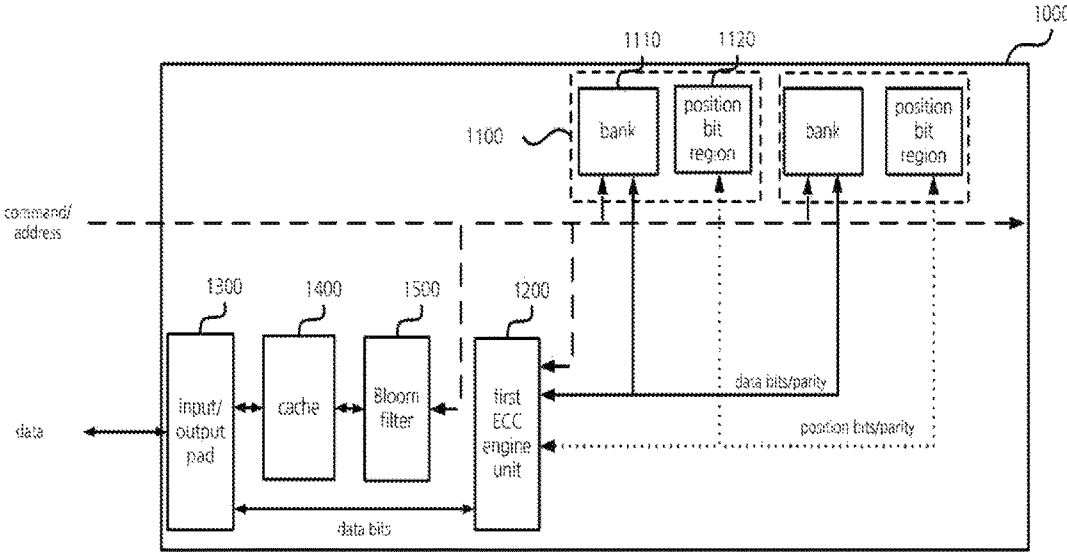 1000
1110
1120
1100
bank
position
bit
region
bank
position
bit
region
command/
address
1300
1400
1500
1200
input/
output
pad
cache
Bloom
filter
first
ECC
engine
unit
data
data bits/parity
position bits/parity
data bits